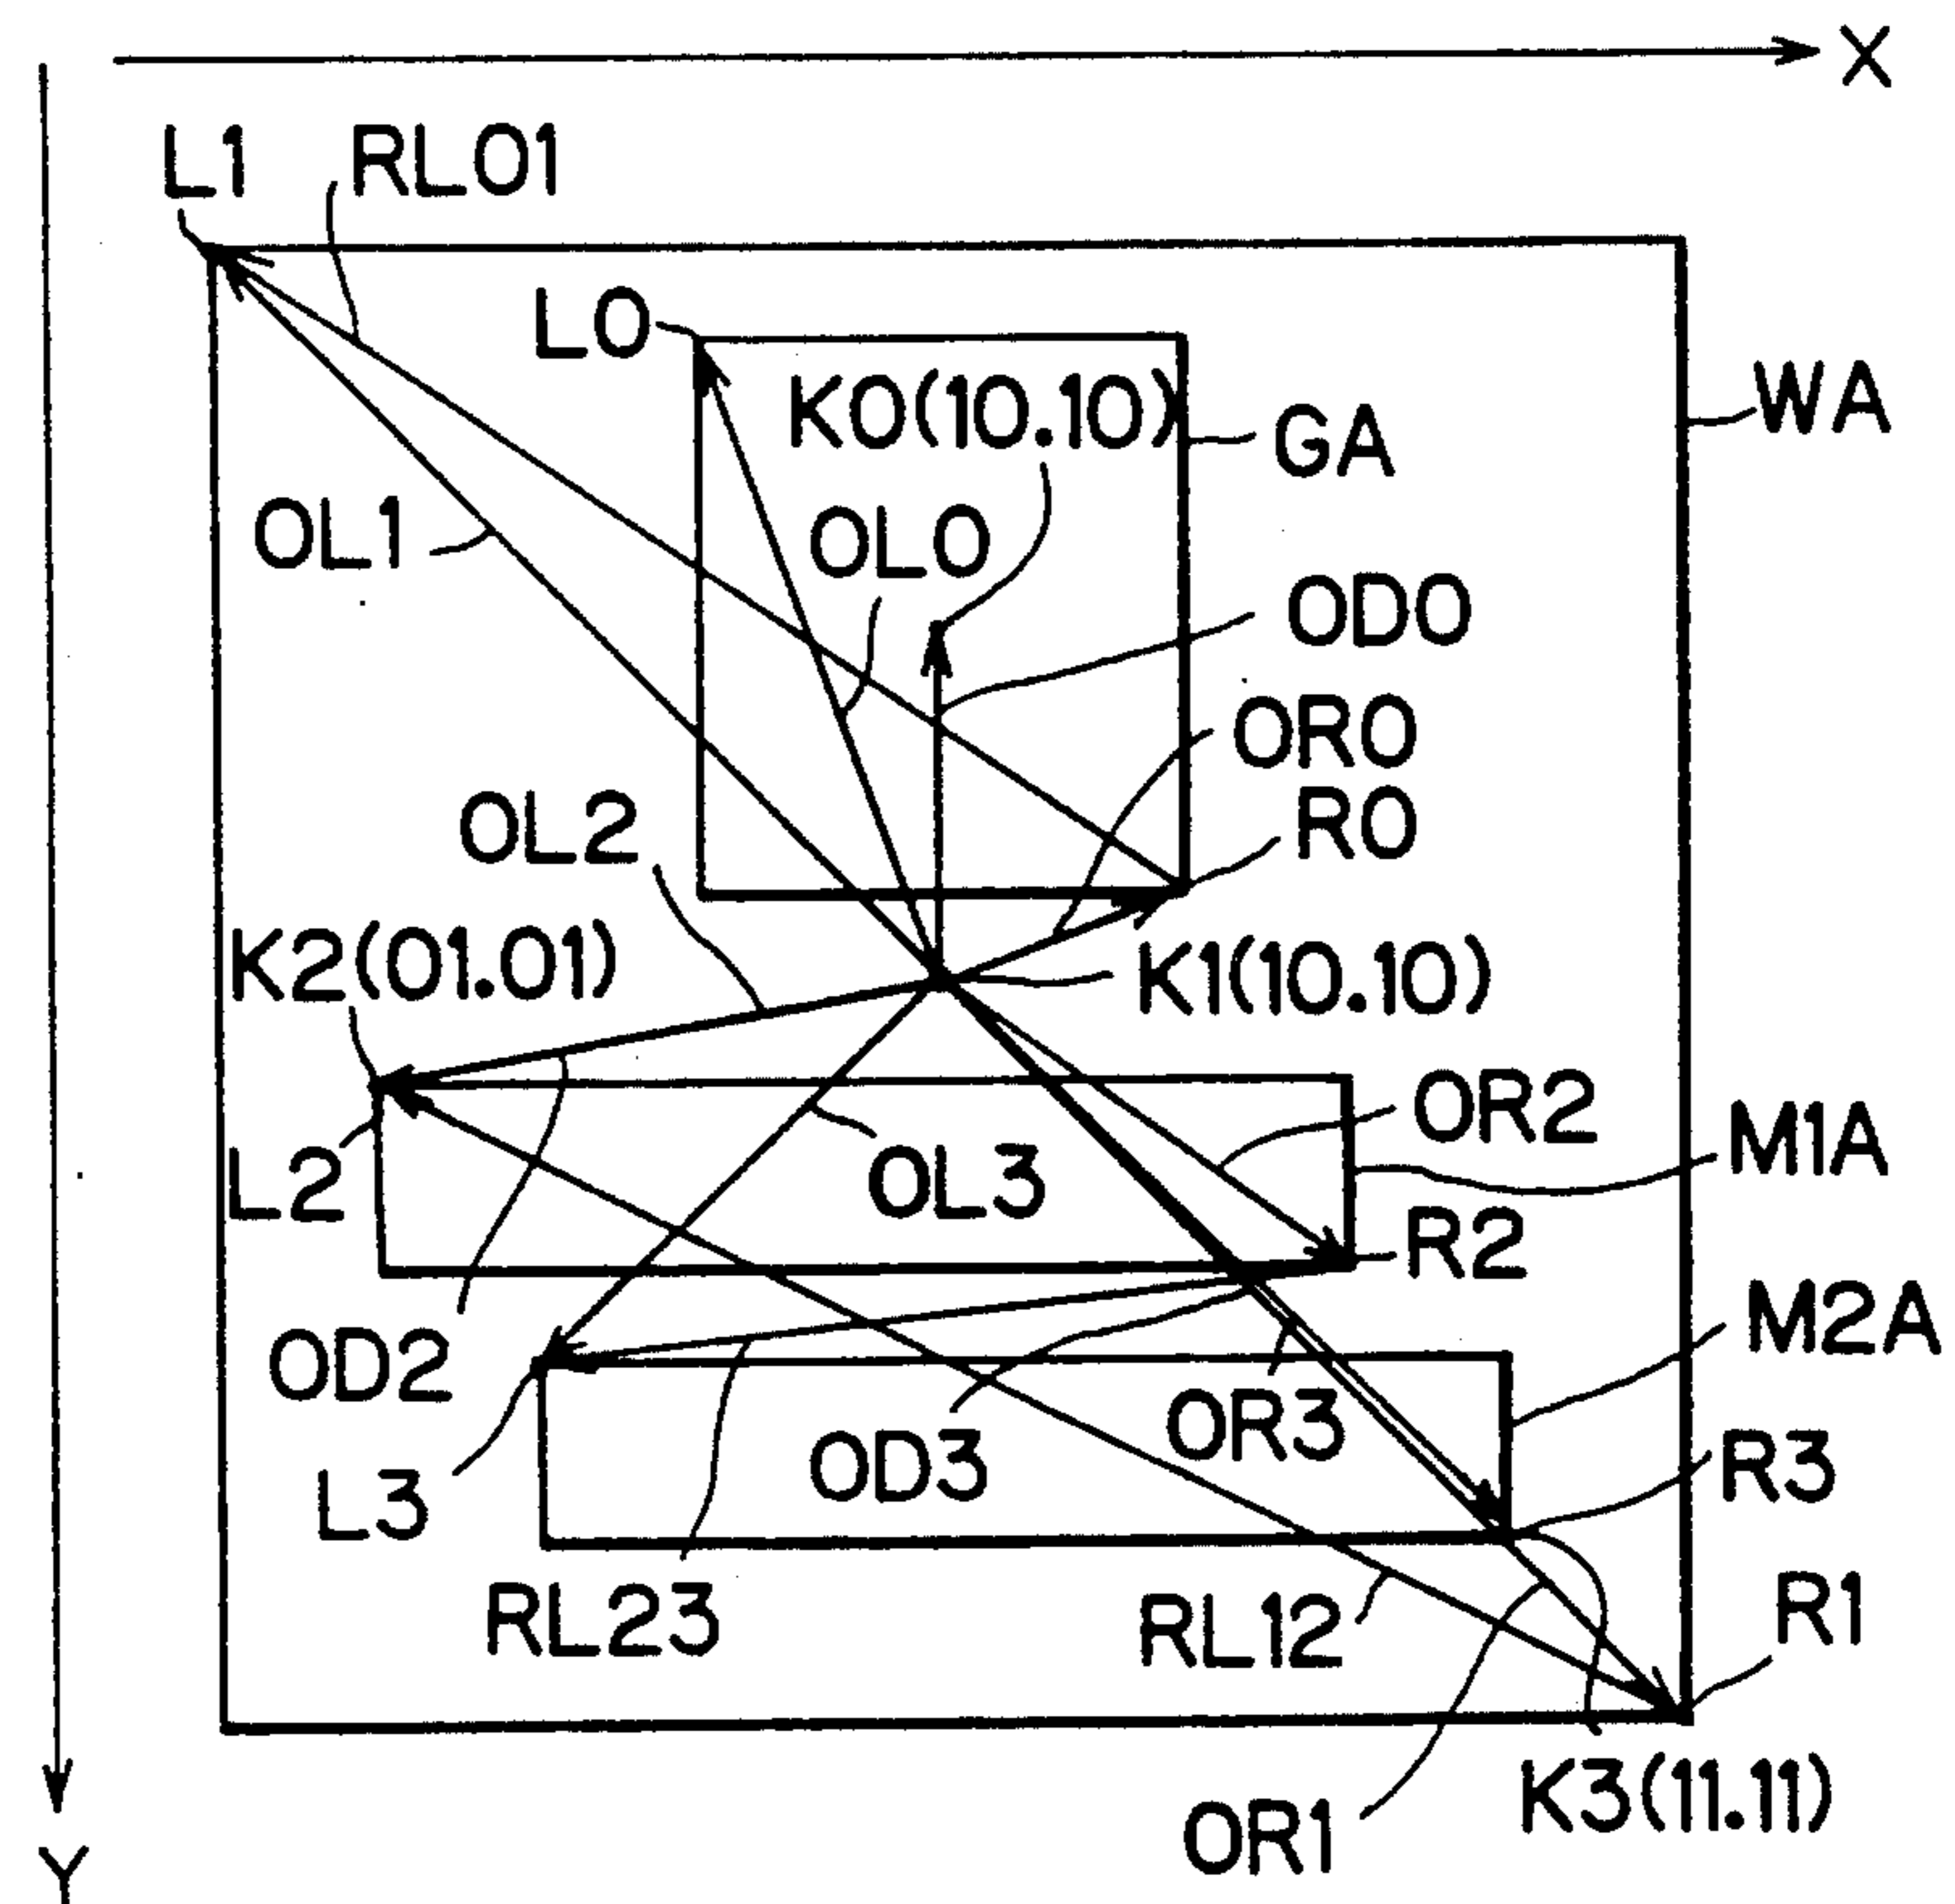 X
L1 RL01
L0
K0(10.10)
GA
WA
OL1
OL0
OD0
OR0
OL2
R0
K2(01.01)
K1(10.10)
OR2
M1A
L2
OL3
R2
M2A
OD2
OR3
R3
OD3
L3
RL23
RL12
R1
K3(11.11)
OR1
Y